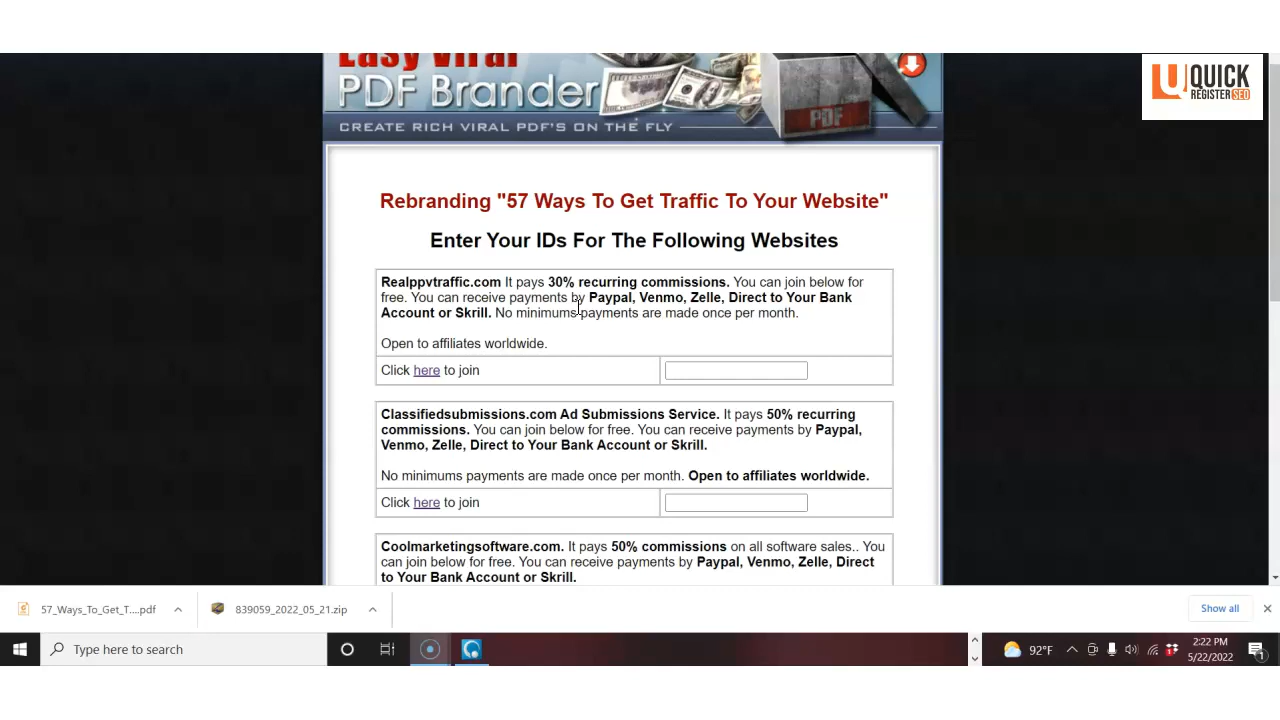 Easy Viral
PDF Brander
CREATE RICH VIRAL PDF'S ON THE FLY
PDF
QUICK
REGISTER SEO
Rebranding "57 Ways To Get Traffic To Your Website"
Enter Your IDs For The Following Websites
Realppvtraffic.com It pays 30% recurring commissions. You can join below for
free. You can receive payments by Paypal, Venmo, Zelle, Direct to Your Bank
Account or Skrill. No minimums payments are made once per month.
Open to affiliates worldwide.
Click here to join
Classifiedsubmissions.com Ad Submissions Service. It pays 50% recurring
commissions. You can join below for free. You can receive payments by Paypal,
Venmo, Zelle, Direct to Your Bank Account or Skrill.
No minimums payments are made once per month. Open to affiliates worldwide.
Click here to join
Coolmarketingsoftware.com. It pays 50% commissions on all software sales.. You
can join below for free. You can receive payments by Paypal, Venmo, Zelle, Direct
to Your Bank Account or Skrill.
57_Ways_To_Get_T....pdf
839059_2022_05_21.zip
Show all
Type here to search
92°F
2:22 PM
5/22/2022
1